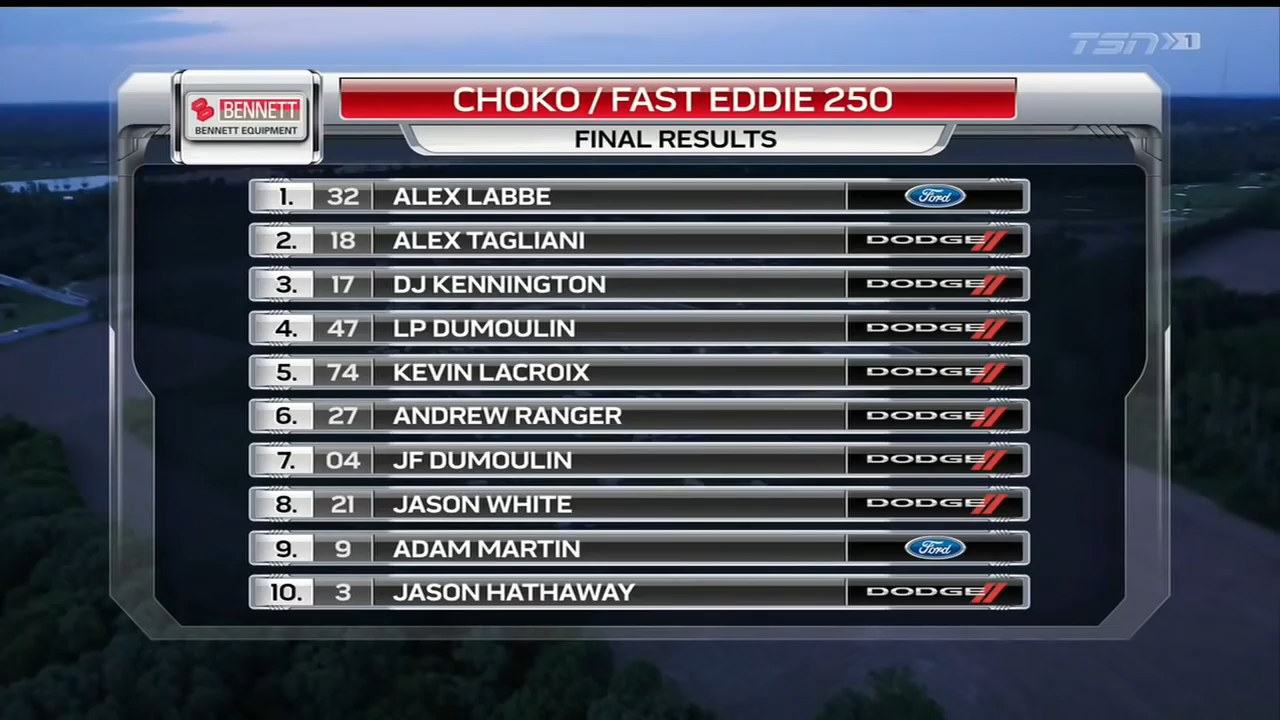 TSN 1
BENNETT
BENNETT EQUIPMENT
CHOKO / FAST EDDIE 250
FINAL RESULTS
1. 32 ALEX LABBE Ford
2. 18 ALEX TAGLIANI DODGE
3. 17 DJ KENNINGTON DODGE
4. 47 LP DUMOULIN DODGE
5. 74 KEVIN LACROIX DODGE
6. 27 ANDREW RANGER DODGE
7. 04 JF DUMOULIN DODGE
8. 21 JASON WHITE DODGE
9. 9 ADAM MARTIN Ford
10. 3 JASON HATHAWAY DODGE